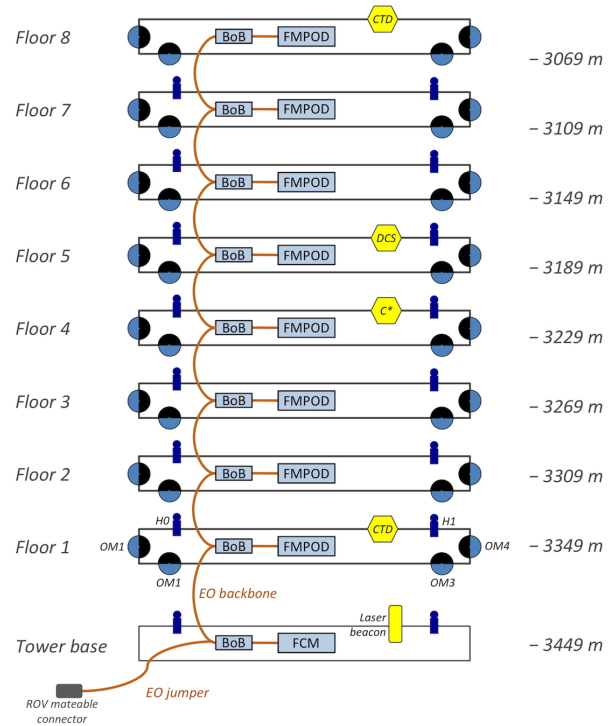 CTD
Floor 8
BoB
FMPOD
– 3069 m
Floor 7
BoB
FMPOD
– 3109 m
Floor 6
BoB
FMPOD
– 3149 m
DCS
Floor 5
BoB
FMPOD
– 3189 m
C*
Floor 4
BoB
FMPOD
– 3229 m
Floor 3
BoB
FMPOD
– 3269 m
Floor 2
BoB
FMPOD
– 3309 m
H0
CTD
H1
Floor 1
OM1
BoB
FMPOD
OM4
– 3349 m
OM1
OM3
EO backbone
Laser
beacon
Tower base
BoB
FCM
– 3449 m
EO jumper
ROV mateable
connector